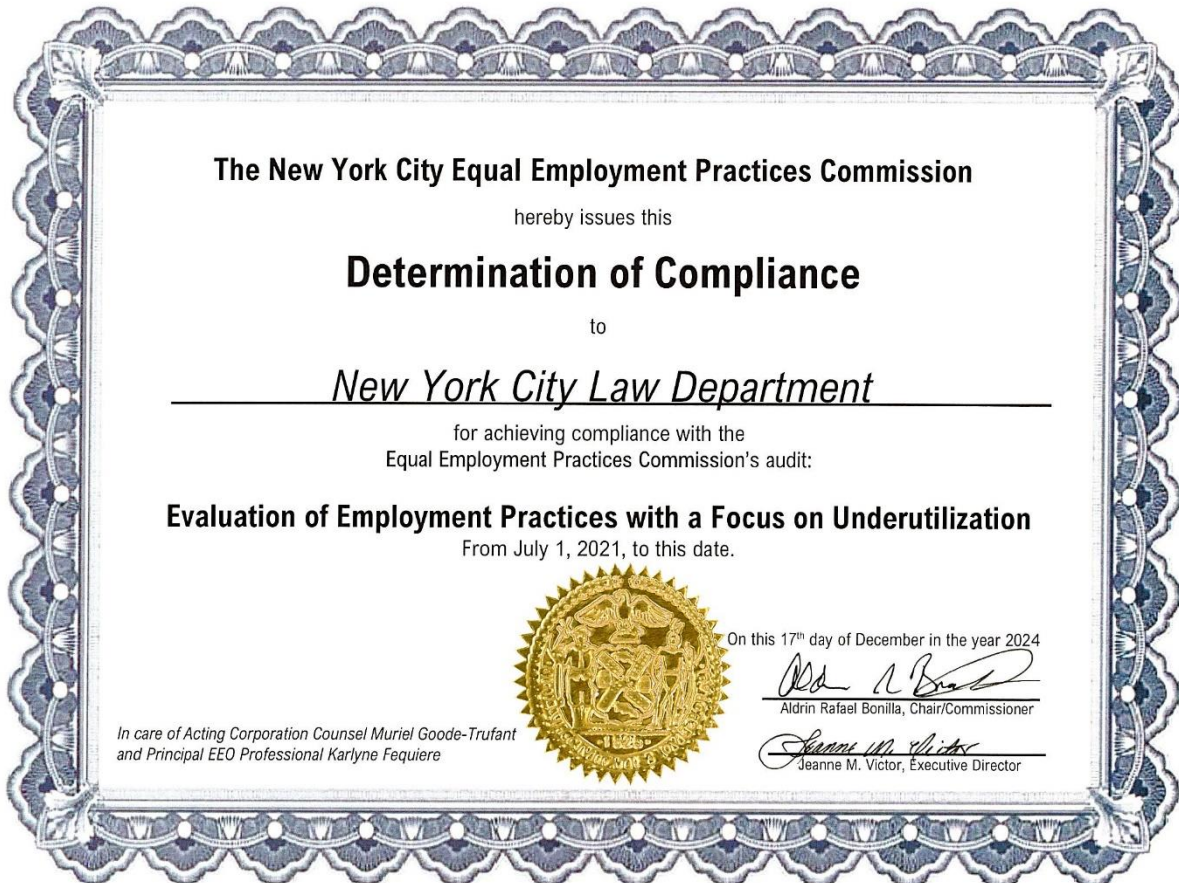 The New York City Equal Employment Practices Commission
hereby issues this
Determination of Compliance
to
New York City Law Department
for achieving compliance with the
Equal Employment Practices Commission's audit:
Evaluation of Employment Practices with a Focus on Underutilization
From July 1, 2021, to this date.
On this 17th day of December in the year 2024
Aldrin Rafael Bonilla, Chair/Commissioner
Jeanne M. Victor
Jeanne M. Victor, Executive Director
In care of Acting Corporation Counsel Muriel Goode-Trufant
and Principal EEO Professional Karlyne Fequiere